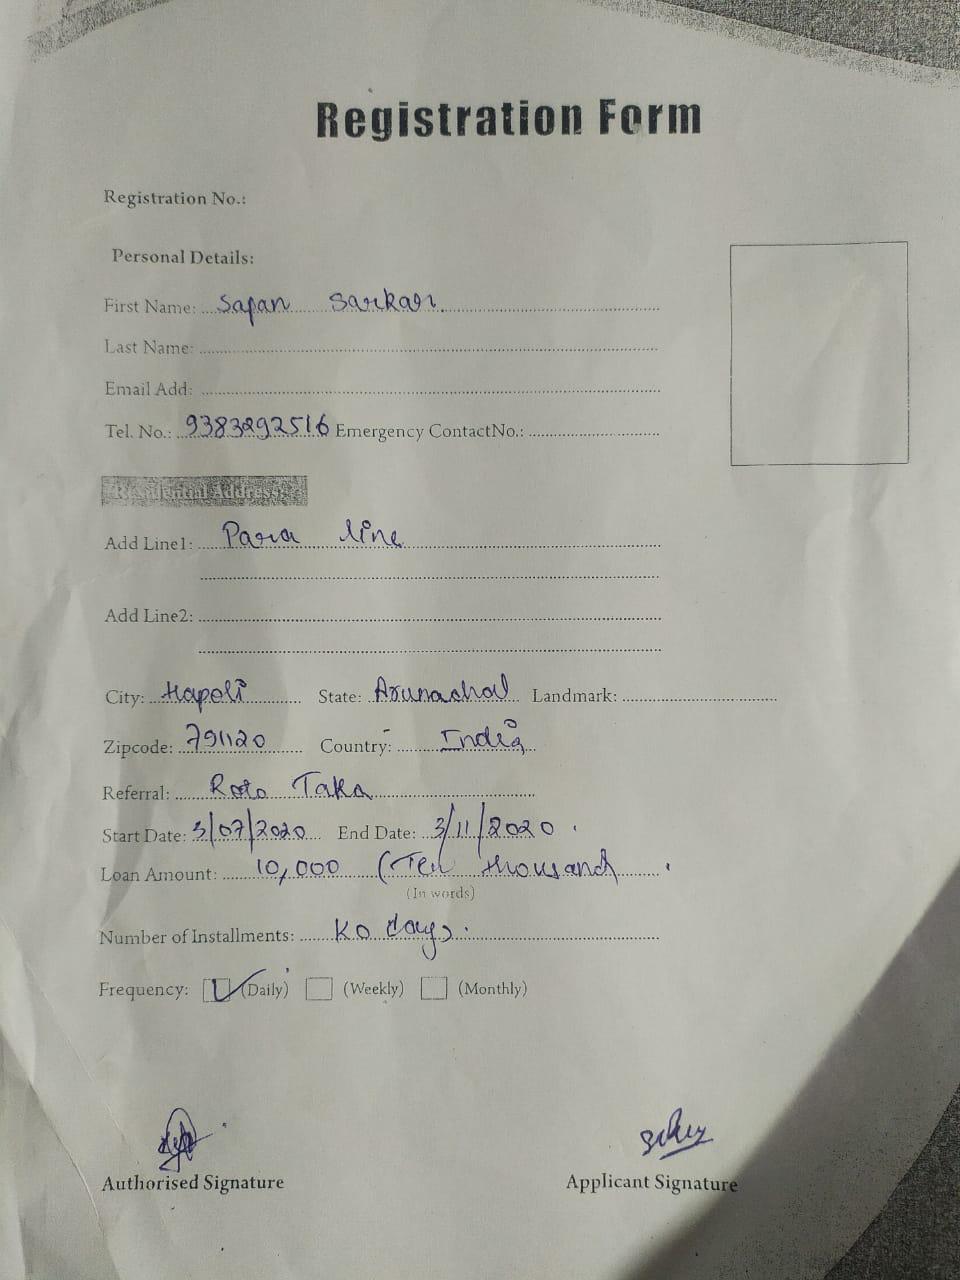 Registration Form
Registration No.:
Personal Details:
First Name: Sapan Sarkar
Last Name:
Email Add:
Tel. No.: 9383292516 Emergency ContactNo.:
Residential Address:
Add Line1: Para line
Add Line2:
City: Hapoli State: Arunachal Landmark:
Zipcode: 791120 Country: India
Referral: Roto Taka
Start Date: 3/07/2020 End Date: 3/11/2020
Loan Amount: 10,000 (Ten thousand
(In words)
Number of Installments: days.
Frequency: (Daily) (Weekly) (Monthly)
Authorised Signature Applicant Signature